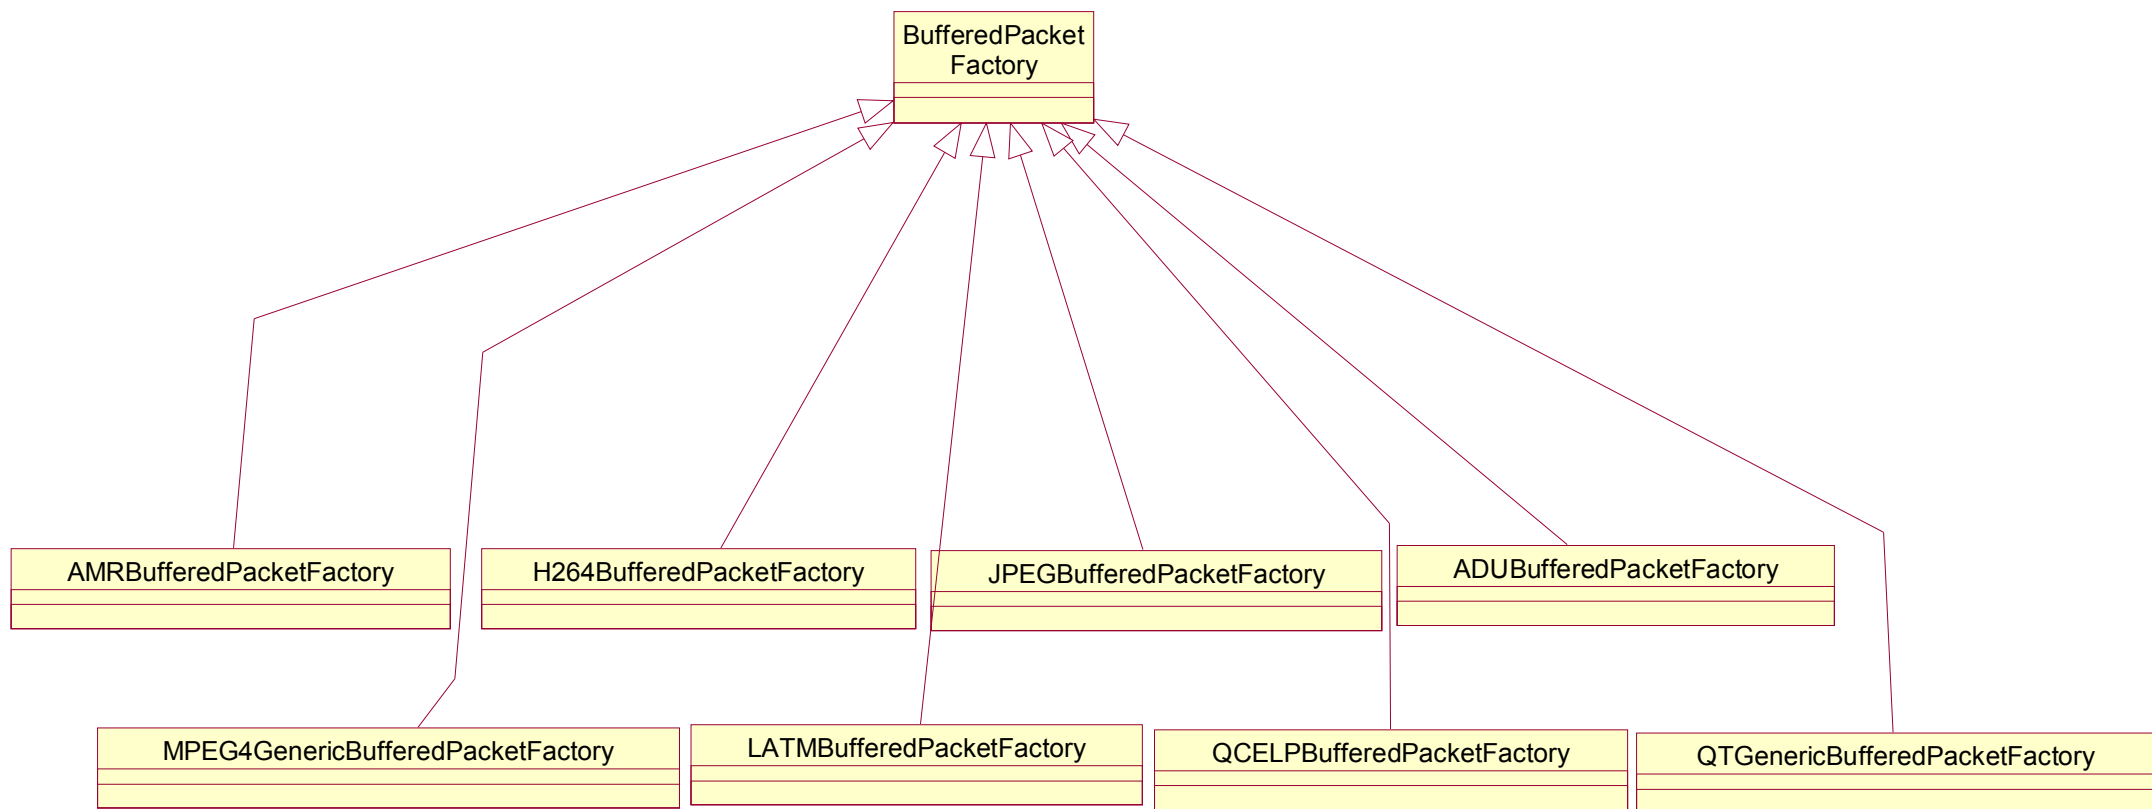 BufferedPacket
Factory
AMRBufferedPacketFactory
H264BufferedPacketFactory
JPEGBufferedPacketFactory
ADUBufferedPacketFactory
MPEG4GenericBufferedPacketFactory
LATMBufferedPacketFactory
QCELPBufferedPacketFactory
QTGenericBufferedPacketFactory